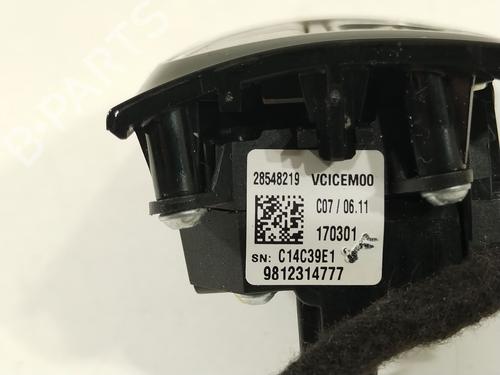 B-PARTS
28548219 VCICEM00
C07 / 06.11
170301
SN: C14C39E1
9812314777